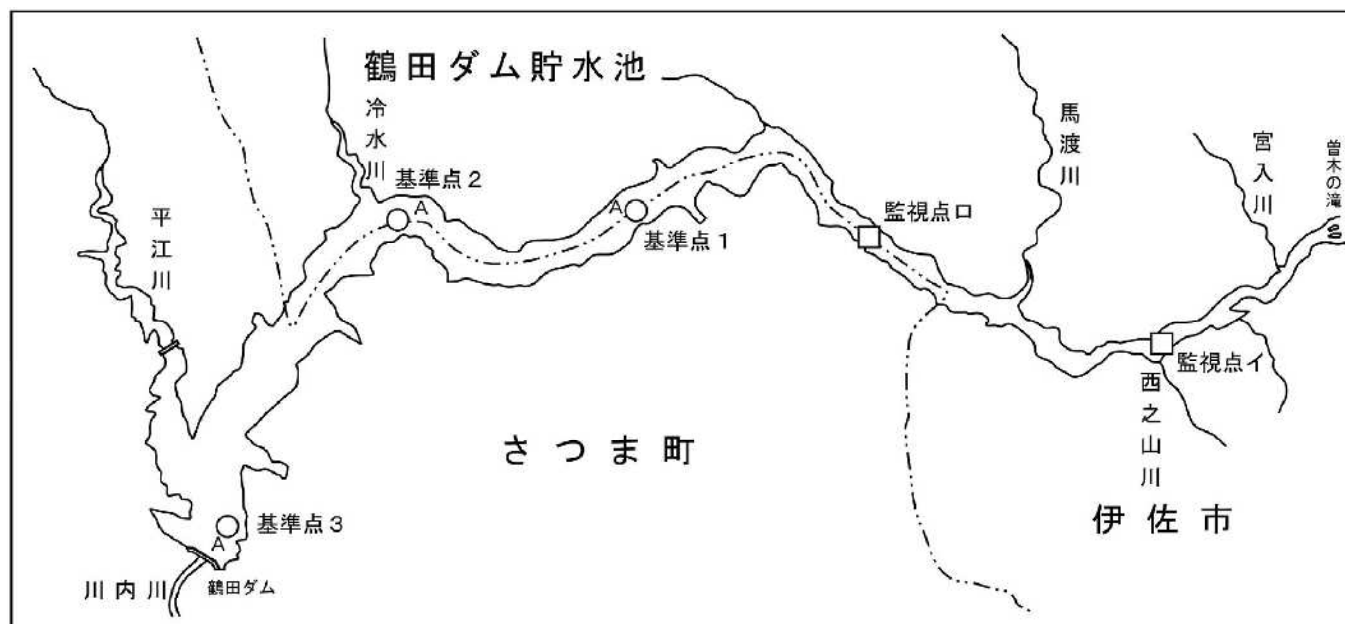 鶴田ダム貯水池
冷水川
馬渡川
宮入川
曽木の滝
基準点2
A
平江川
A
基準点1
監視点ロ
監視点イ
西之山川
さつま町
伊佐市
基準点3
A
川内川
鶴田ダム